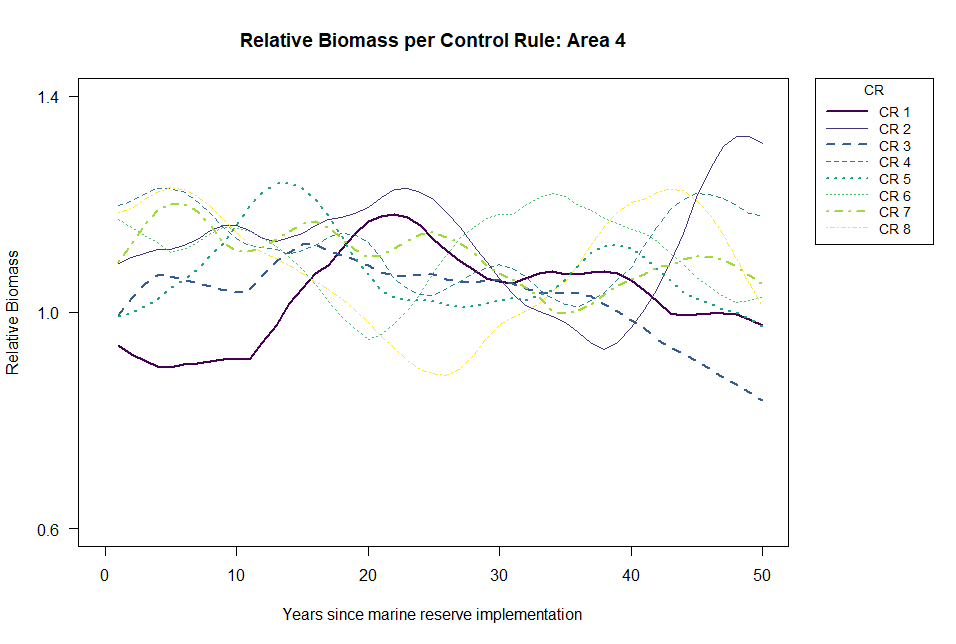 Relative Biomass per Control Rule: Area 4
CR
CR 1
CR 2
CR 3
CR 4
CR 5
CR 6
CR 7
CR 8
Relative Biomass
1.4
1.0
0.6
0 10 20 30 40 50
Years since marine reserve implementation